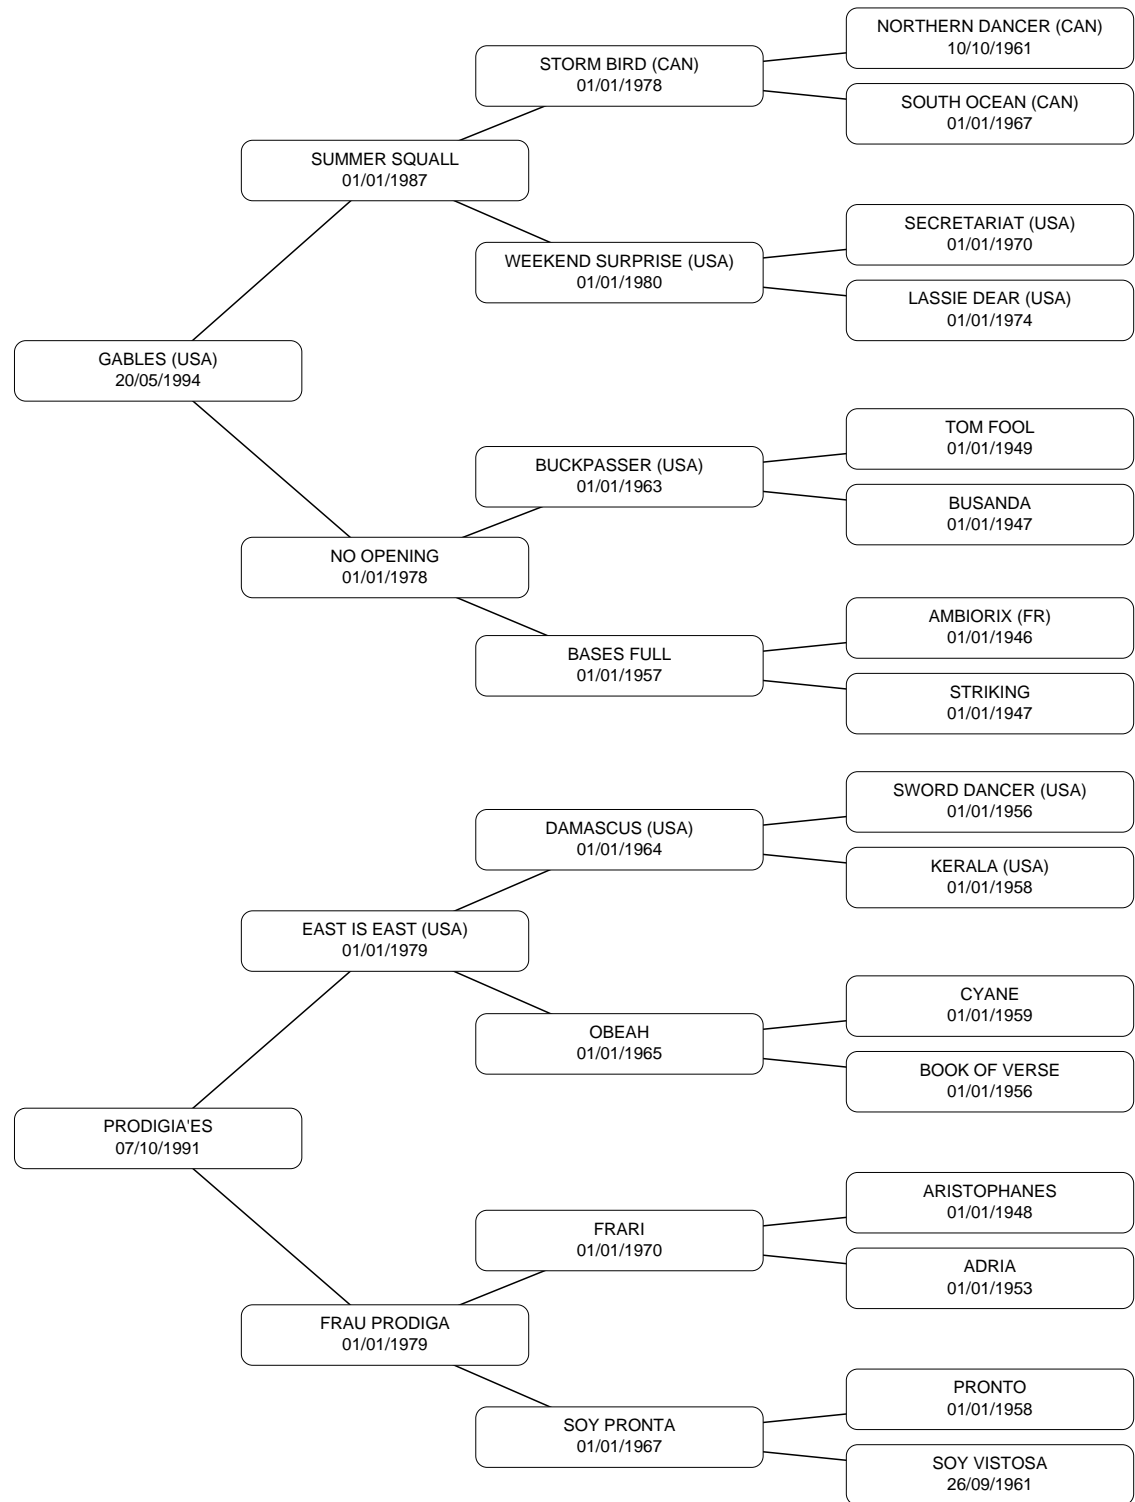 NORTHERN DANCER (CAN)
10/10/1961
STORM BIRD (CAN)
01/01/1978
SOUTH OCEAN (CAN)
01/01/1967
SUMMER SQUALL
01/01/1987
SECRETARIAT (USA)
01/01/1970
WEEKEND SURPRISE (USA)
01/01/1980
LASSIE DEAR (USA)
01/01/1974
GABLES (USA)
20/05/1994
TOM FOOL
01/01/1949
BUCKPASSER (USA)
01/01/1963
BUSANDA
01/01/1947
NO OPENING
01/01/1978
AMBIORIX (FR)
01/01/1946
BASES FULL
01/01/1957
STRIKING
01/01/1947
SWORD DANCER (USA)
01/01/1956
DAMASCUS (USA)
01/01/1964
KERALA (USA)
01/01/1958
EAST IS EAST (USA)
01/01/1979
CYANE
01/01/1959
OBEAH
01/01/1965
BOOK OF VERSE
01/01/1956
PRODIGIA'ES
07/10/1991
ARISTOPHANES
01/01/1948
FRARI
01/01/1970
ADRIA
01/01/1953
FRAU PRODIGA
01/01/1979
PRONTO
01/01/1958
SOY PRONTA
01/01/1967
SOY VISTOSA
26/09/1961